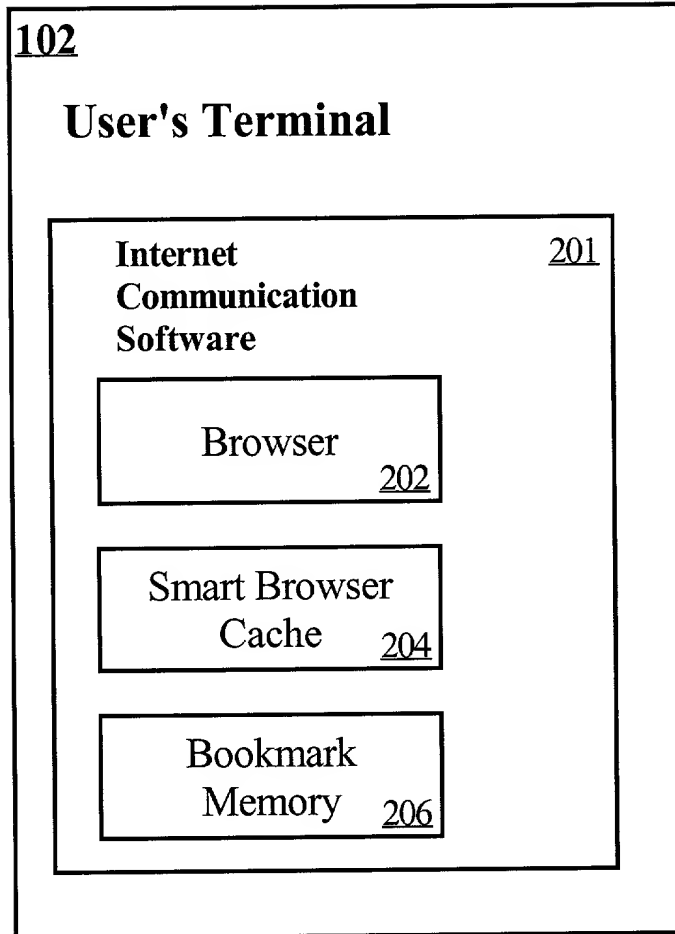 102
User's Terminal
Internet
Communication
Software
201
Browser
202
Smart Browser
Cache
204
Bookmark
Memory
206